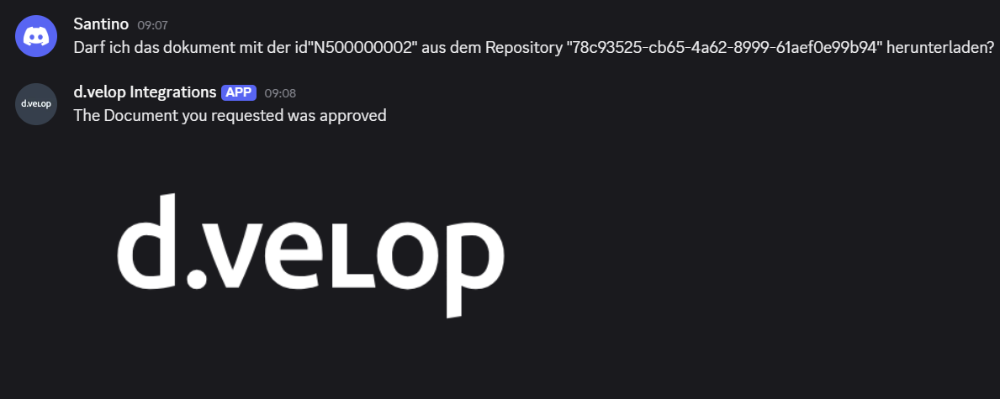 Santino 09:07
Darf ich das dokument mit der id"N500000002" aus dem Repository "78c93525-cb65-4a62-8999-61aef0e99b94" herunterladen?
d.velop
d.velop Integrations APP 09:08
The Document you requested was approved
d.velop